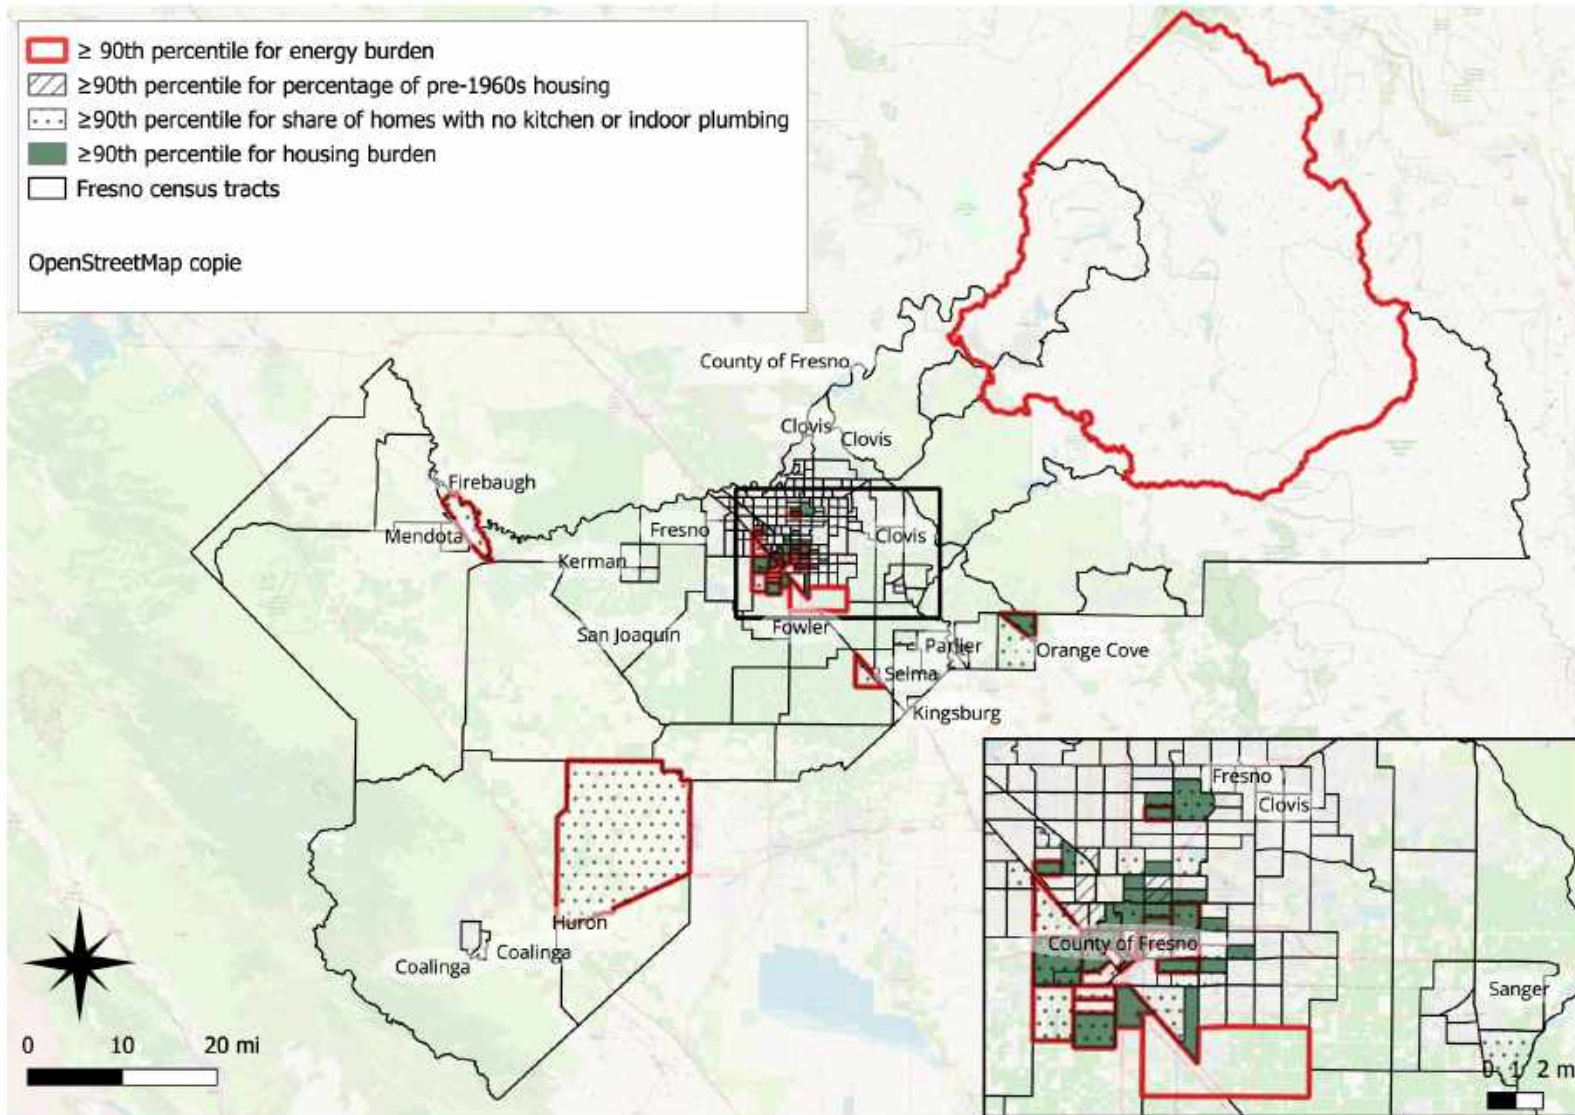 ≥ 90th percentile for energy burden
≥90th percentile for percentage of pre-1960s housing
≥90th percentile for share of homes with no kitchen or indoor plumbing
≥90th percentile for housing burden
Fresno census tracts
OpenStreetMap copie
County of Fresno
Clovis
Clovis
Firebaugh
Mendota
Fresno
Clovis
Kerman
San Joaquin
Fowler
Parlier
Orange Cove
Selma
Kingsburg
Huron
Coalinga
Coalinga
0 10 20 mi
Fresno
Clovis
County of Fresno
Sanger
0 1 2 m